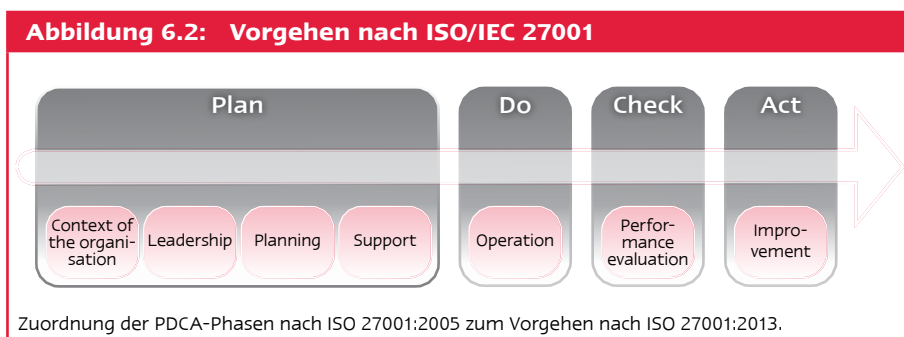 Abbildung 6.2: Vorgehen nach ISO/IEC 27001
Plan
Do
Check
Act
Context of
the organi-
sation
Leadership
Planning
Support
Operation
Perfor-
mance
evaluation
Impro-
vement
Zuordnung der PDCA-Phasen nach ISO 27001:2005 zum Vorgehen nach ISO 27001:2013.